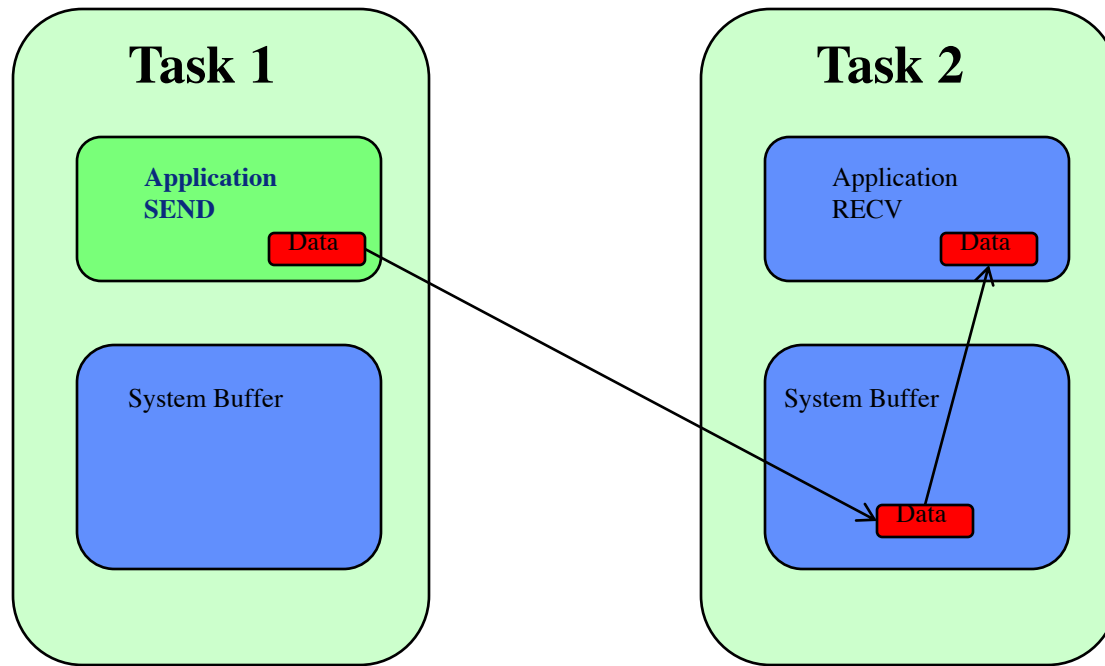 Task 1
Application
SEND
Data
System Buffer
Task 2
Application
RECV
Data
System Buffer
Data